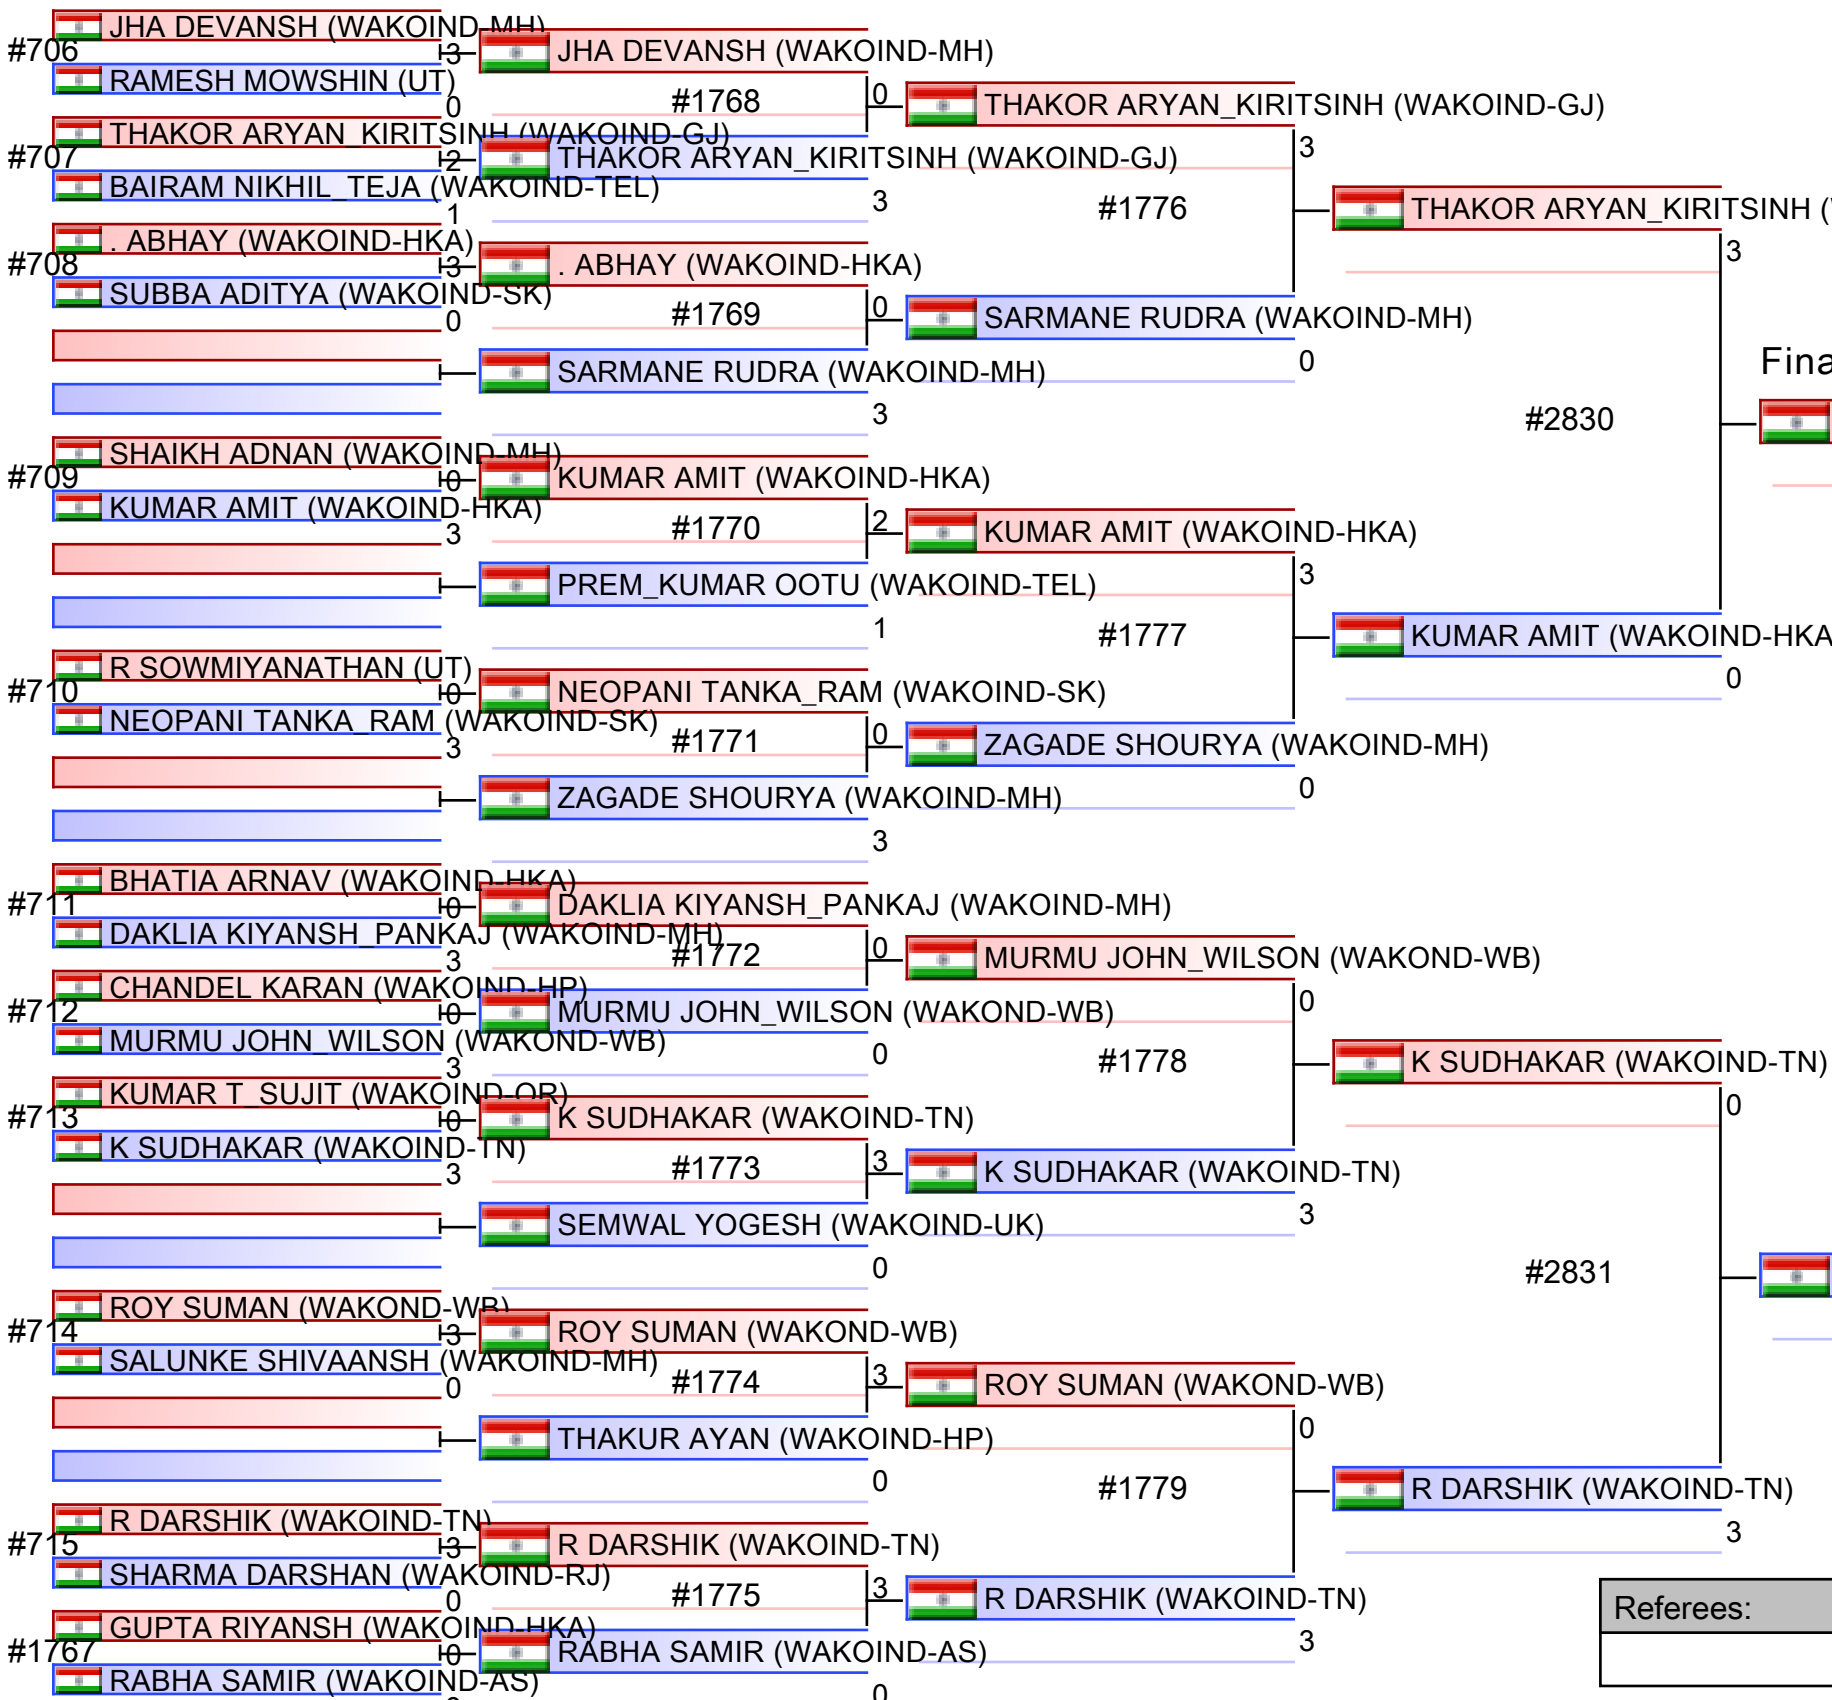 JHA DEVANSH (WAKOIND-MH)
#706
3
RAMESH MOWSHIN (UT)
0
THAKOR ARYAN_KIRITSINH (WAKOIND-GJ)
#707
2
BAIRAM NIKHIL_TEJA (WAKOIND-TEL)
1
. ABHAY (WAKOIND-HKA)
#708
3
SUBBA ADITYA (WAKOIND-SK)
0
SHAIKH ADNAN (WAKOIND-MH)
#709
0
KUMAR AMIT (WAKOIND-HKA)
3
R SOWMIYANATHAN (UT)
#710
0
NEOPANI TANKA_RAM (WAKOIND-SK)
3
BHATIA ARNAV (WAKOIND-HKA)
#711
0
DAKLIA KIYANSH_PANKAJ (WAKOIND-MH)
3
CHANDEL KARAN (WAKOIND-HP)
#712
0
MURMU JOHN_WILSON (WAKOND-WB)
3
KUMAR T_SUJIT (WAKOIND-OR)
#713
0
K SUDHAKAR (WAKOIND-TN)
3
ROY SUMAN (WAKOND-WB)
#714
3
SALUNKE SHIVAANSH (WAKOIND-MH)
0
R DARSHIK (WAKOIND-TN)
#715
3
SHARMA DARSHAN (WAKOIND-RJ)
0
GUPTA RIYANSH (WAKOIND-HKA)
#1767
0
RABHA SAMIR (WAKOIND-AS)
JHA DEVANSH (WAKOIND-MH)
#1768
0
THAKOR ARYAN_KIRITSINH (WAKOIND-GJ)
3
. ABHAY (WAKOIND-HKA)
#1769
0
SARMANE RUDRA (WAKOIND-MH)
3
KUMAR AMIT (WAKOIND-HKA)
#1770
2
PREM_KUMAR OOTU (WAKOIND-TEL)
1
NEOPANI TANKA_RAM (WAKOIND-SK)
#1771
0
ZAGADE SHOURYA (WAKOIND-MH)
3
DAKLIA KIYANSH_PANKAJ (WAKOIND-MH)
#1772
0
MURMU JOHN_WILSON (WAKOND-WB)
0
K SUDHAKAR (WAKOIND-TN)
#1773
3
SEMWAL YOGESH (WAKOIND-UK)
0
ROY SUMAN (WAKOND-WB)
#1774
3
THAKUR AYAN (WAKOIND-HP)
0
R DARSHIK (WAKOIND-TN)
#1775
3
RABHA SAMIR (WAKOIND-AS)
0
THAKOR ARYAN_KIRITSINH (WAKOIND-GJ)
3
#1776
SARMANE RUDRA (WAKOIND-MH)
0
KUMAR AMIT (WAKOIND-HKA)
3
#1777
ZAGADE SHOURYA (WAKOIND-MH)
0
MURMU JOHN_WILSON (WAKOND-WB)
0
#1778
K SUDHAKAR (WAKOIND-TN)
3
ROY SUMAN (WAKOND-WB)
0
#1779
R DARSHIK (WAKOIND-TN)
3
THAKOR ARYAN_KIRITSINH (
3
#2830
KUMAR AMIT (WAKOIND-HKA
0
K SUDHAKAR (WAKOIND-TN)
0
#2831
R DARSHIK (WAKOIND-TN)
3
Fina
Referees: